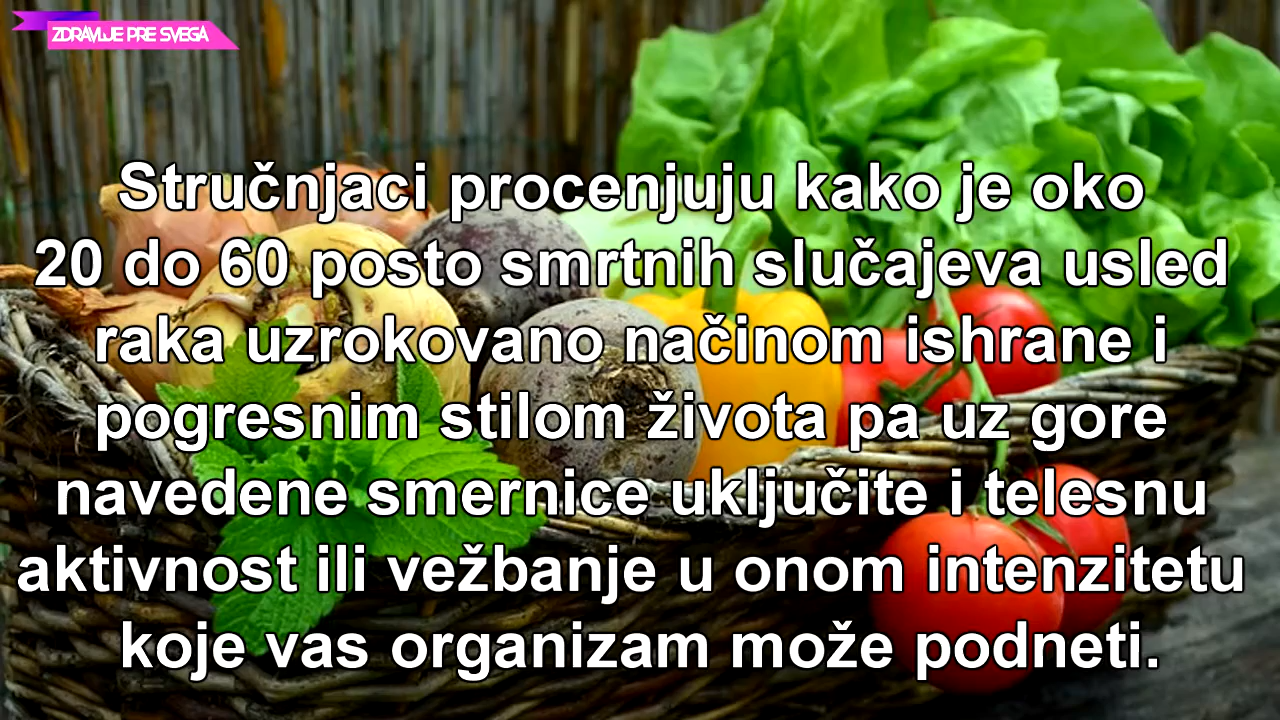 ZDRAVLJE PRE SVEGA
Stručnjaci procenjuju kako je oko
20 do 60 posto smrtnih slučajeva usled
raka uzrokovano načinom ishrane i
pogresnim stilom života pa uz gore
navedene smernice uključite i telesnu
aktivnost ili vežbanje u onom intenzitetu
koje vas organizam može podneti.